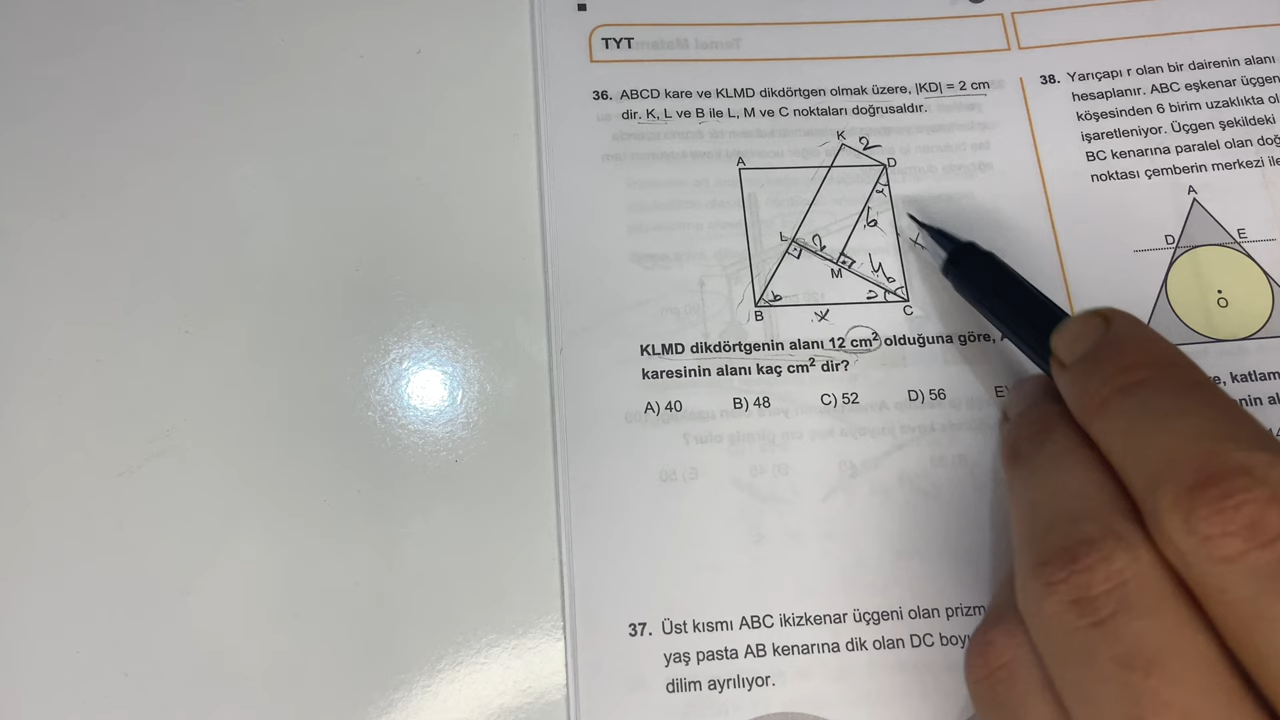 TYT
36. ABCD kare ve KLMD dikdörtgen olmak üzere, |KD| = 2 cm
dir. K, L ve B ile L, M ve C noktaları doğrusaldır.
K
2
A
D
L
2
6
M
x
B
C
x
KLMD dikdörtgenin alanı 12 cm² olduğuna göre,
karesinin alanı kaç cm² dir?
A) 40 B) 48 C) 52 D) 56 E)
37. Üst kısmı ABC ikizkenar üçgeni olan prizm
yaş pasta AB kenarına dik olan DC boy
dilim ayrılıyor.
38. Yarıçapı r olan bir dairenin alanı
hesaplanır. ABC eşkenar üçgen
köşesinden 6 birim uzaklıkta ol
işaretleniyor. Üçgen şekildeki
BC kenarına paralel olan doğ
noktası çemberin merkezi ile
A
D
E
O
e, katlam
nin al